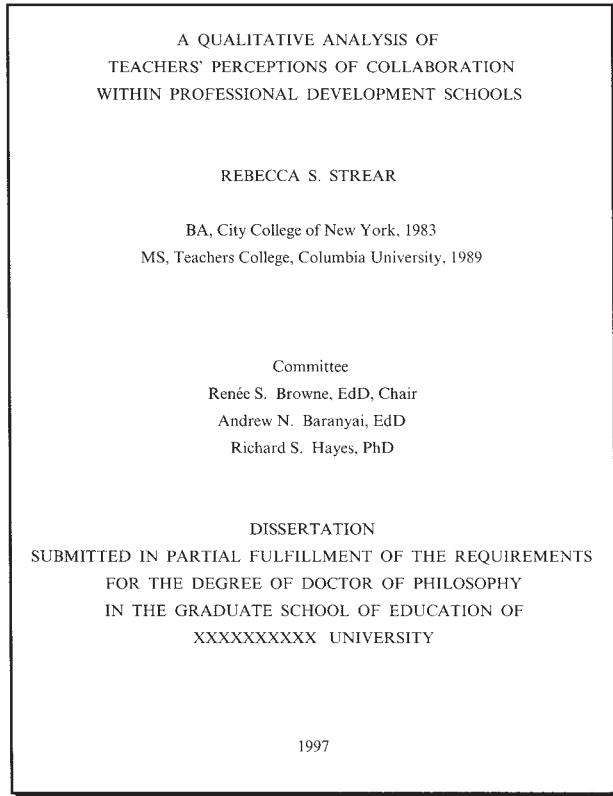 A QUALITATIVE ANALYSIS OF
TEACHERS' PERCEPTIONS OF COLLABORATION
WITHIN PROFESSIONAL DEVELOPMENT SCHOOLS
REBECCA S. STREAR
BA, City College of New York, 1983
MS, Teachers College, Columbia University, 1989
Committee
Renée S. Browne, EdD, Chair
Andrew N. Baranyai, EdD
Richard S. Hayes, PhD
DISSERTATION
SUBMITTED IN PARTIAL FULFILLMENT OF THE REQUIREMENTS
FOR THE DEGREE OF DOCTOR OF PHILOSOPHY
IN THE GRADUATE SCHOOL OF EDUCATION OF
XXXXXXXXXX UNIVERSITY
1997